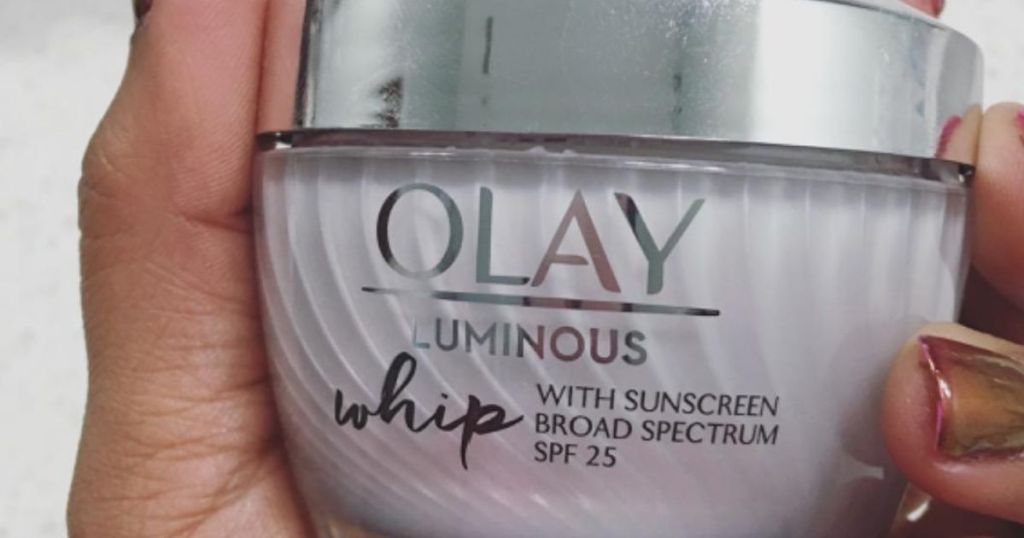 OLAY
LUMINOUS
whip
WITH SUNSCREEN
BROAD SPECTRUM
SPF 25